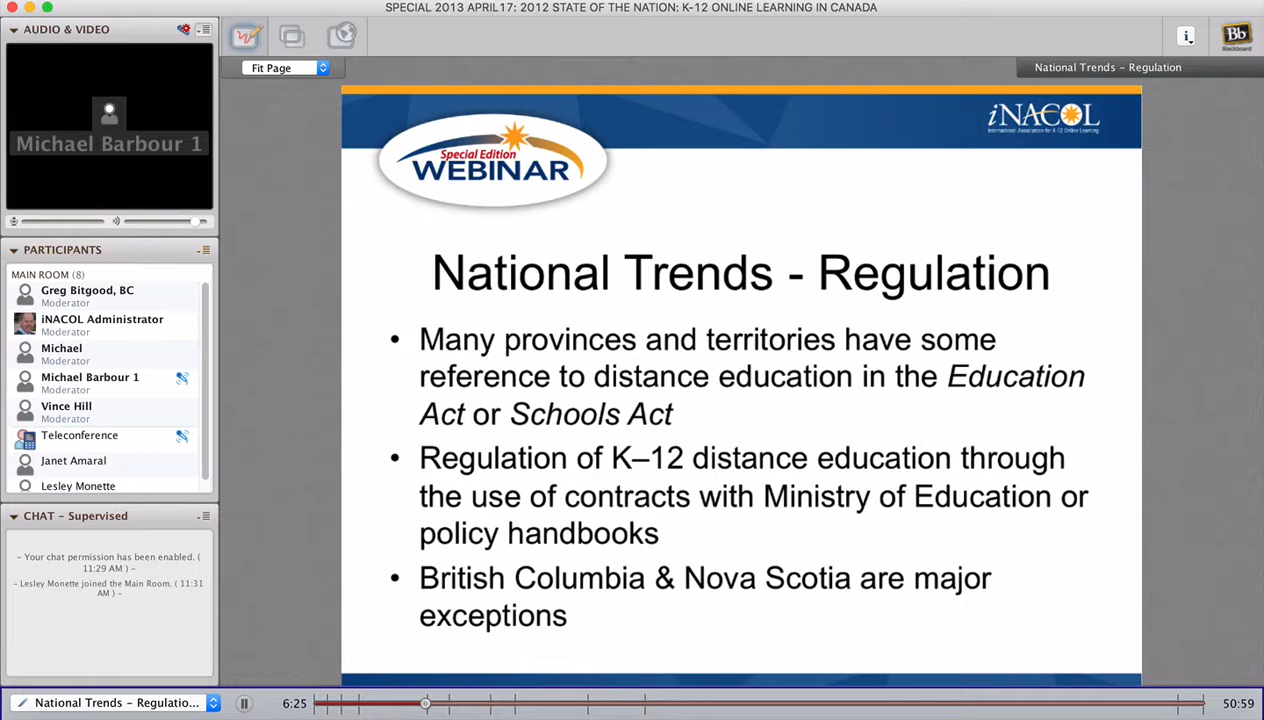 SPECIAL 2013 APRIL17: 2012 STATE OF THE NATION: K-12 ONLINE LEARNING IN CANADA
AUDIO & VIDEO
Michael Barbour 1
PARTICIPANTS
MAIN ROOM (8)
Greg Bitgood, BC
Moderator
iNACOL Administrator
Moderator
Michael
Moderator
Michael Barbour 1
Moderator
Vince Hill
Moderator
Teleconference
Janet Amaral
Lesley Monette
CHAT – Supervised
– Your chat permission has been enabled. (
11:29 AM ) –
– Lesley Monette joined the Main Room. ( 11:31
AM ) –
Fit Page
National Trends – Regulation
i
Bb
Blackboard
iNACOL
International Association for K-12 Online Learning
Special Edition
WEBINAR
National Trends - Regulation
• Many provinces and territories have some
reference to distance education in the Education
Act or Schools Act
• Regulation of K–12 distance education through
the use of contracts with Ministry of Education or
policy handbooks
• British Columbia & Nova Scotia are major
exceptions
National Trends – Regulatio...
6:25
50:59